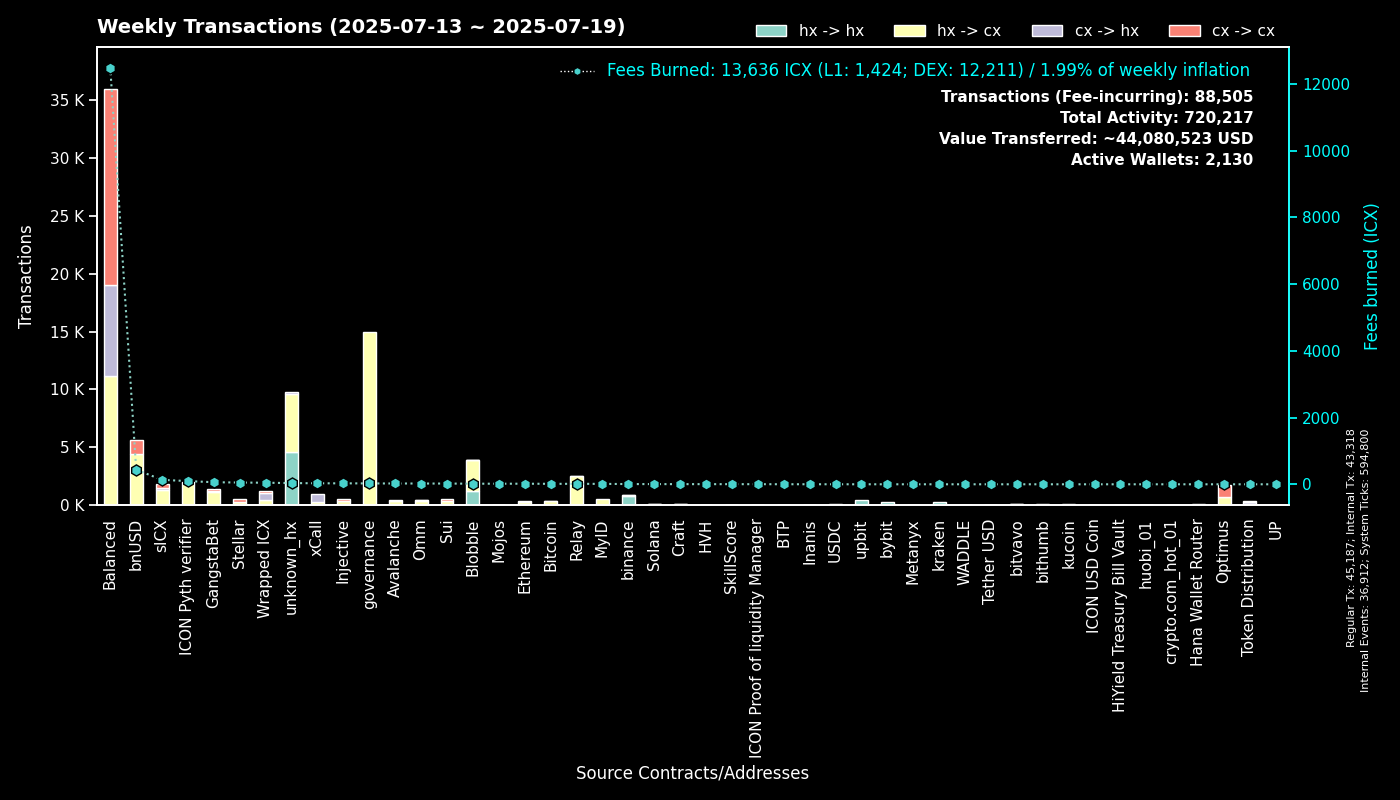 Weekly Transactions (2025-07-13 ~ 2025-07-19)
hx -> hx
hx -> cx
cx -> hx
cx -> cx
Fees Burned: 13,636 ICX (L1: 1,424; DEX: 12,211) / 1.99% of weekly inflation
Transactions (Fee-incurring): 88,505
Total Activity: 720,217
Value Transferred: ~44,080,523 USD
Active Wallets: 2,130
Transactions
35 K
30 K
25 K
20 K
15 K
10 K
5 K
0 K
12000
10000
8000
6000
4000
2000
0
Fees burned (ICX)
Balanced
bnUSD
sICX
ICON Pyth verifier
GangstaBet
Stellar
Wrapped ICX
unknown_hx
xCall
Injective
governance
Avalanche
Omm
Sui
Blobble
Mojos
Ethereum
Bitcoin
Relay
MyID
binance
Solana
Craft
HVH
SkillScore
ICON Proof of liquidity Manager
BTP
Inanis
USDC
upbit
bybit
Metanyx
kraken
WADDLE
Tether USD
bitvavo
bithumb
kucoin
ICON USD Coin
HiYield Treasury Bill Vault
huobi_01
crypto.com_hot_01
Hana Wallet Router
Optimus
Token Distribution
UP
Source Contracts/Addresses
Regular Tx: 45,187; Internal Tx: 43,318
Internal Events: 36,912; System Ticks: 594,800